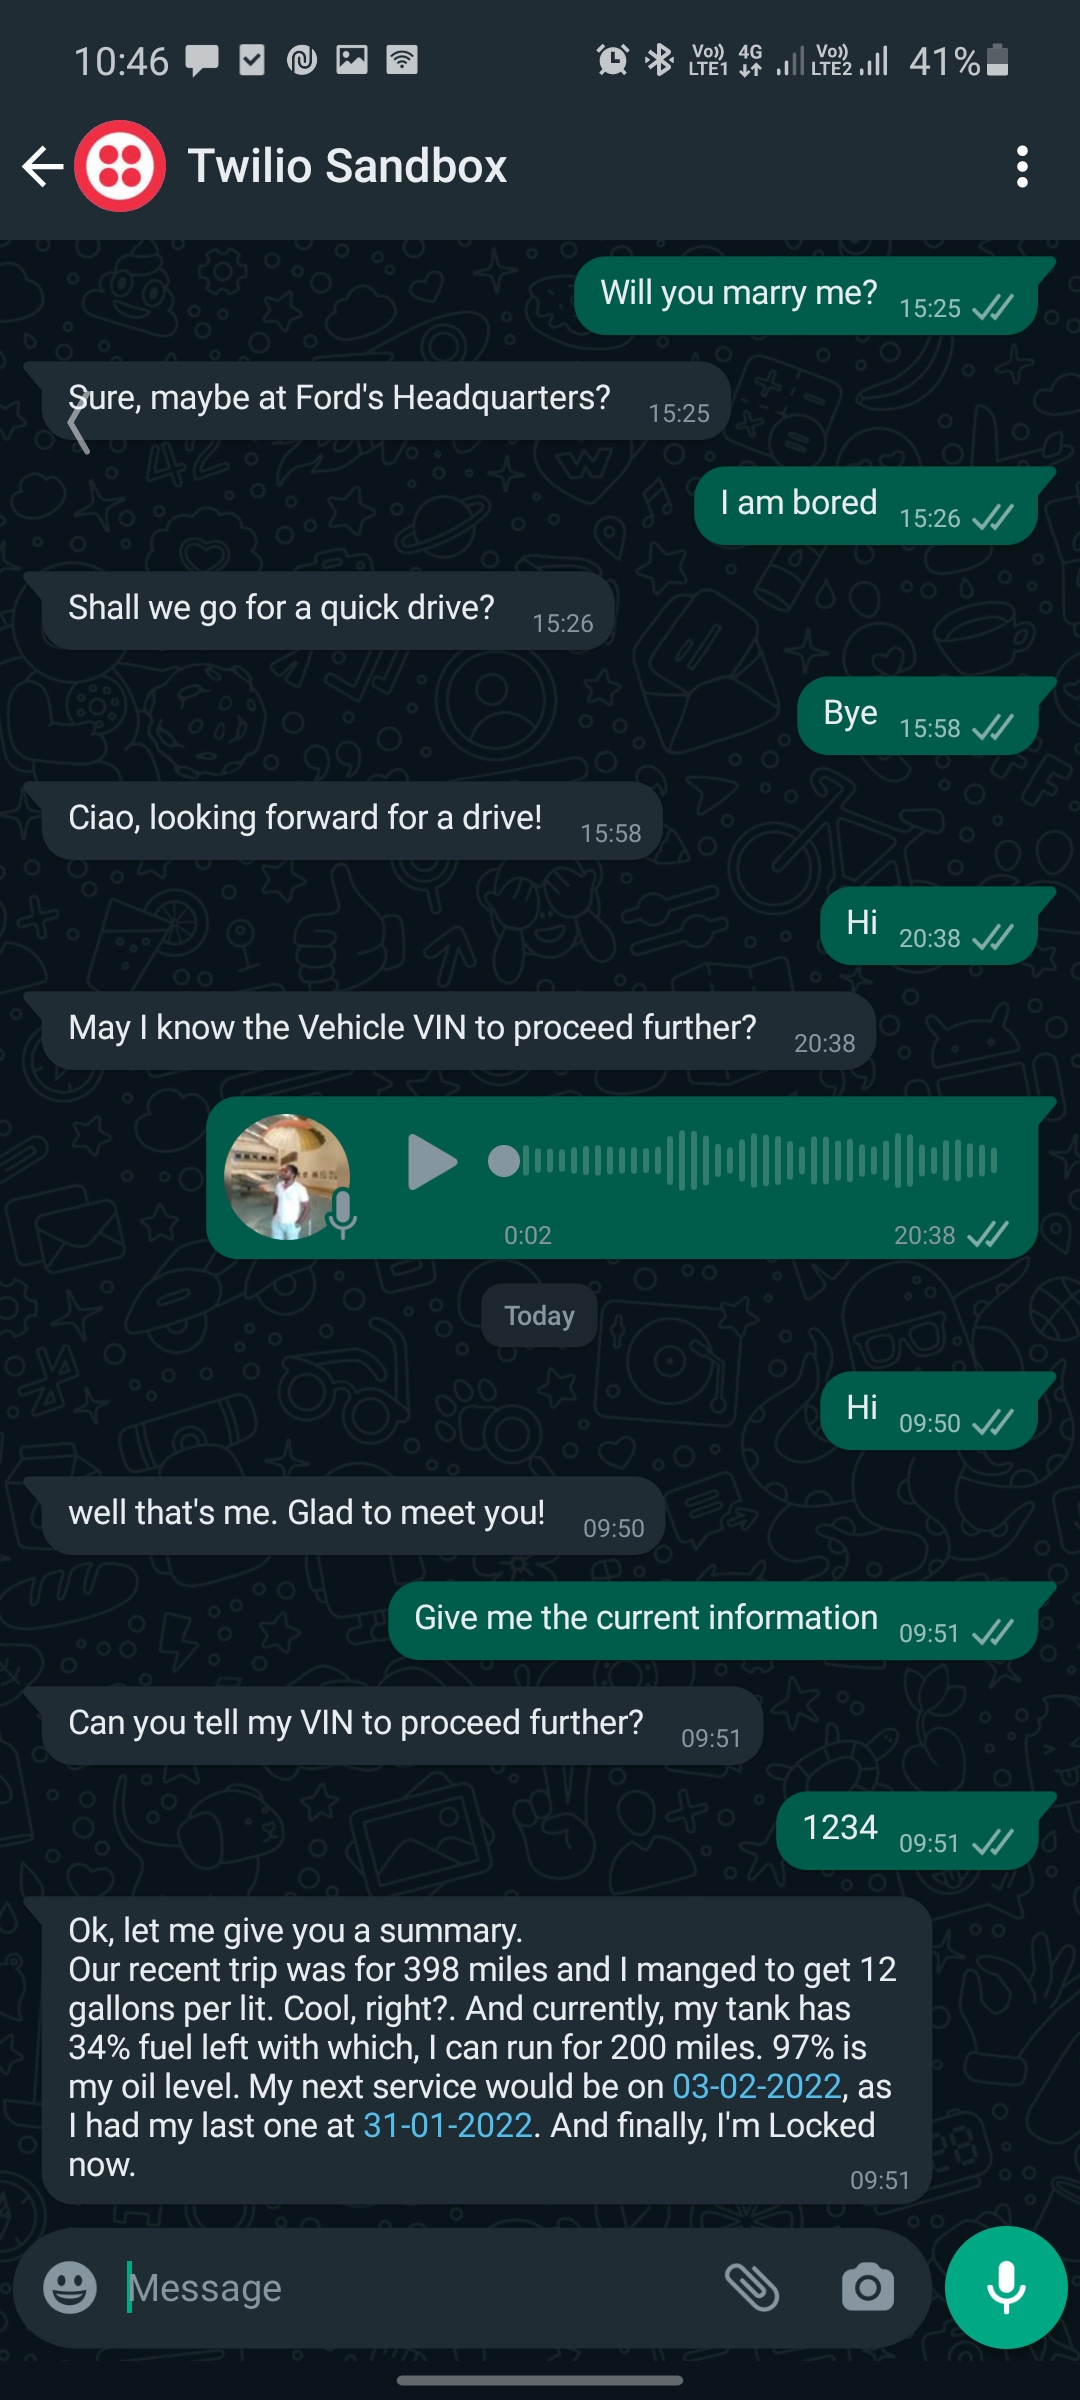 10:46 Vo)) LTE1 4G Vo)) LTE2 41%
Twilio Sandbox
Will you marry me? 15:25
Sure, maybe at Ford's Headquarters? 15:25
I am bored 15:26
Shall we go for a quick drive? 15:26
Bye 15:58
Ciao, looking forward for a drive! 15:58
Hi 20:38
May I know the Vehicle VIN to proceed further? 20:38
0:02 20:38
Today
Hi 09:50
well that's me. Glad to meet you! 09:50
Give me the current information 09:51
Can you tell my VIN to proceed further? 09:51
1234 09:51
Ok, let me give you a summary.
Our recent trip was for 398 miles and I manged to get 12
gallons per lit. Cool, right?. And currently, my tank has
34% fuel left with which, I can run for 200 miles. 97% is
my oil level. My next service would be on 03-02-2022, as
I had my last one at 31-01-2022. And finally, I'm Locked
now. 09:51
Message